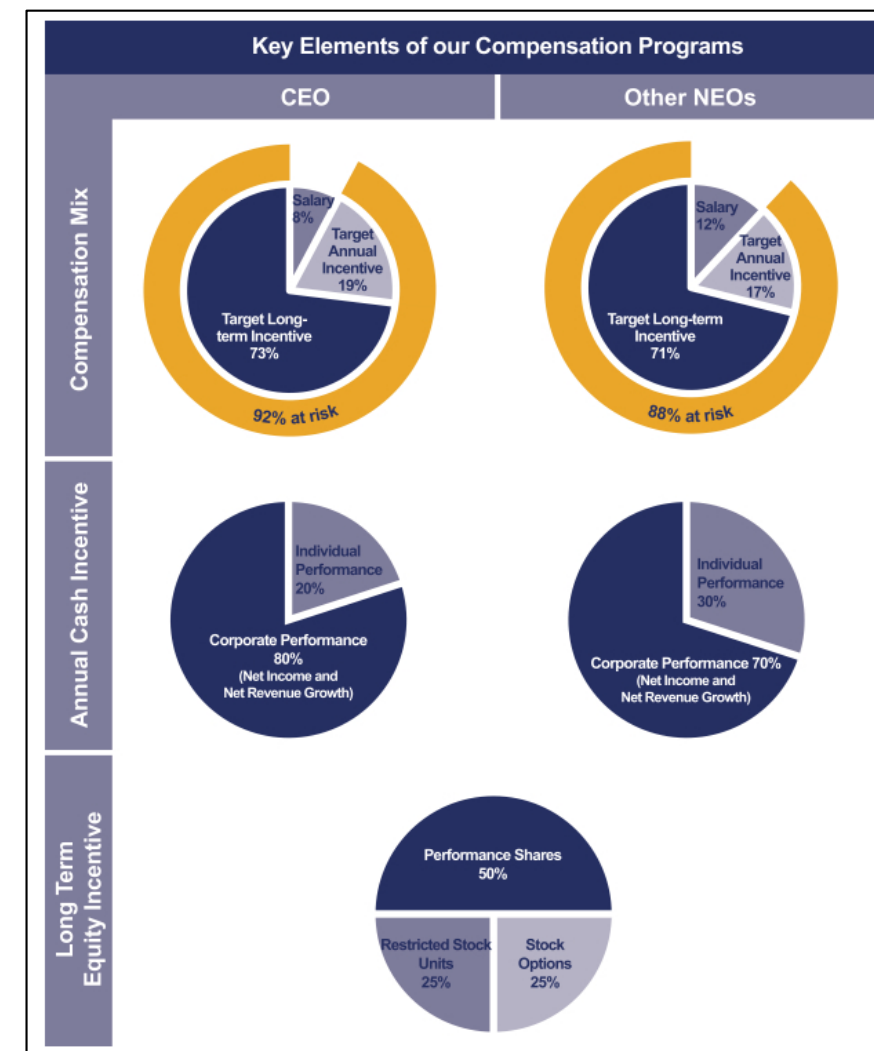 Key Elements of our Compensation Programs
CEO
Other NEOs
Compensation Mix
Salary
8%
Target
Annual
Incentive
19%
Target Long-
term Incentive
73%
92% at risk
Salary
12%
Target
Annual
Incentive
17%
Target Long-term
Incentive
71%
88% at risk
Annual Cash Incentive
Individual
Performance
20%
Corporate Performance
80%
(Net Income and
Net Revenue Growth)
Individual
Performance
30%
Corporate Performance 70%
(Net Income and
Net Revenue Growth)
Long Term
Equity Incentive
Performance Shares
50%
Restricted Stock
Units
25%
Stock
Options
25%